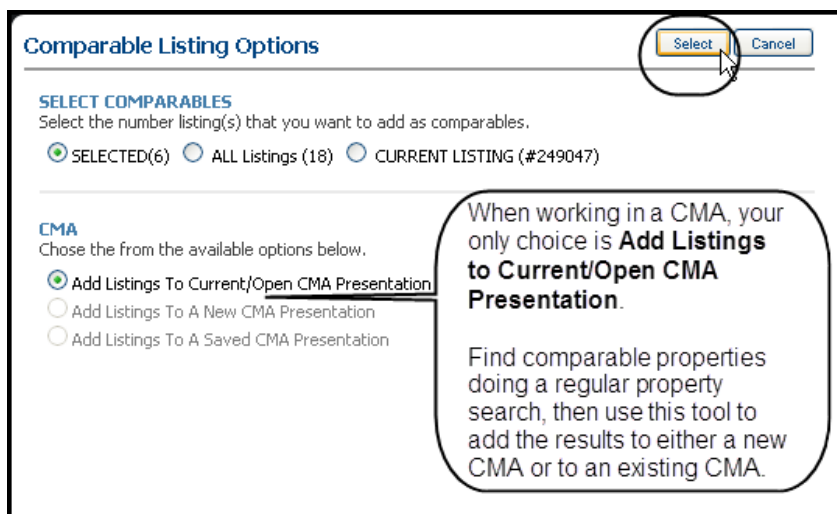 Comparable Listing Options
Select Cancel
SELECT COMPARABLES
Select the number listing(s) that you want to add as comparables.
SELECTED(6) ALL Listings (18) CURRENT LISTING (#249047)
CMA
Chose the from the available options below.
Add Listings To Current/Open CMA Presentation
Add Listings To A New CMA Presentation
Add Listings To A Saved CMA Presentation
When working in a CMA, your
only choice is Add Listings
to Current/Open CMA
Presentation.
Find comparable properties
doing a regular property
search, then use this tool to
add the results to either a new
CMA or to an existing CMA.